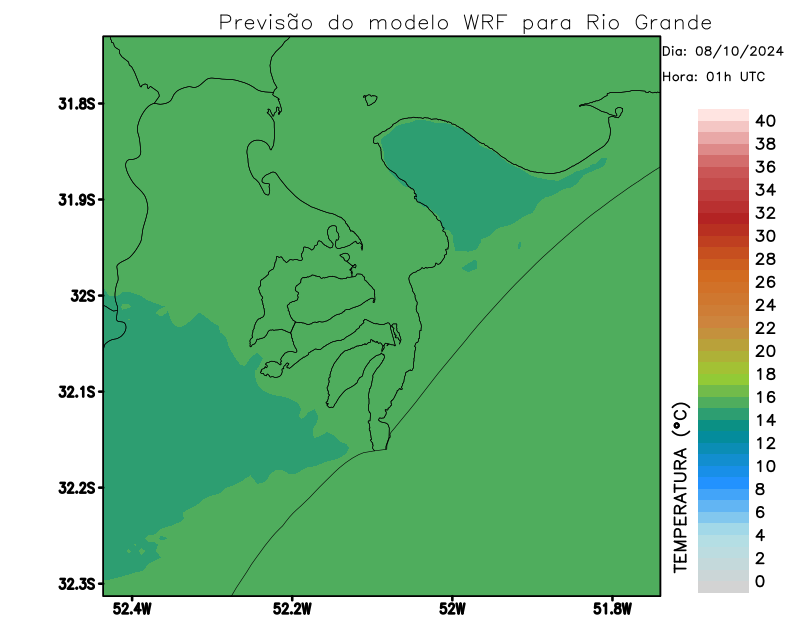 Previsão do modelo WRF para Rio Grande
Dia: 08/10/2024
Hora: 01h UTC
31.8S
31.9S
32S
32.1S
32.2S
32.3S
52.4W
52.2W
52W
51.8W
TEMPERATURA (°C)
40
38
36
34
32
30
28
26
24
22
20
18
16
14
12
10
8
6
4
2
0